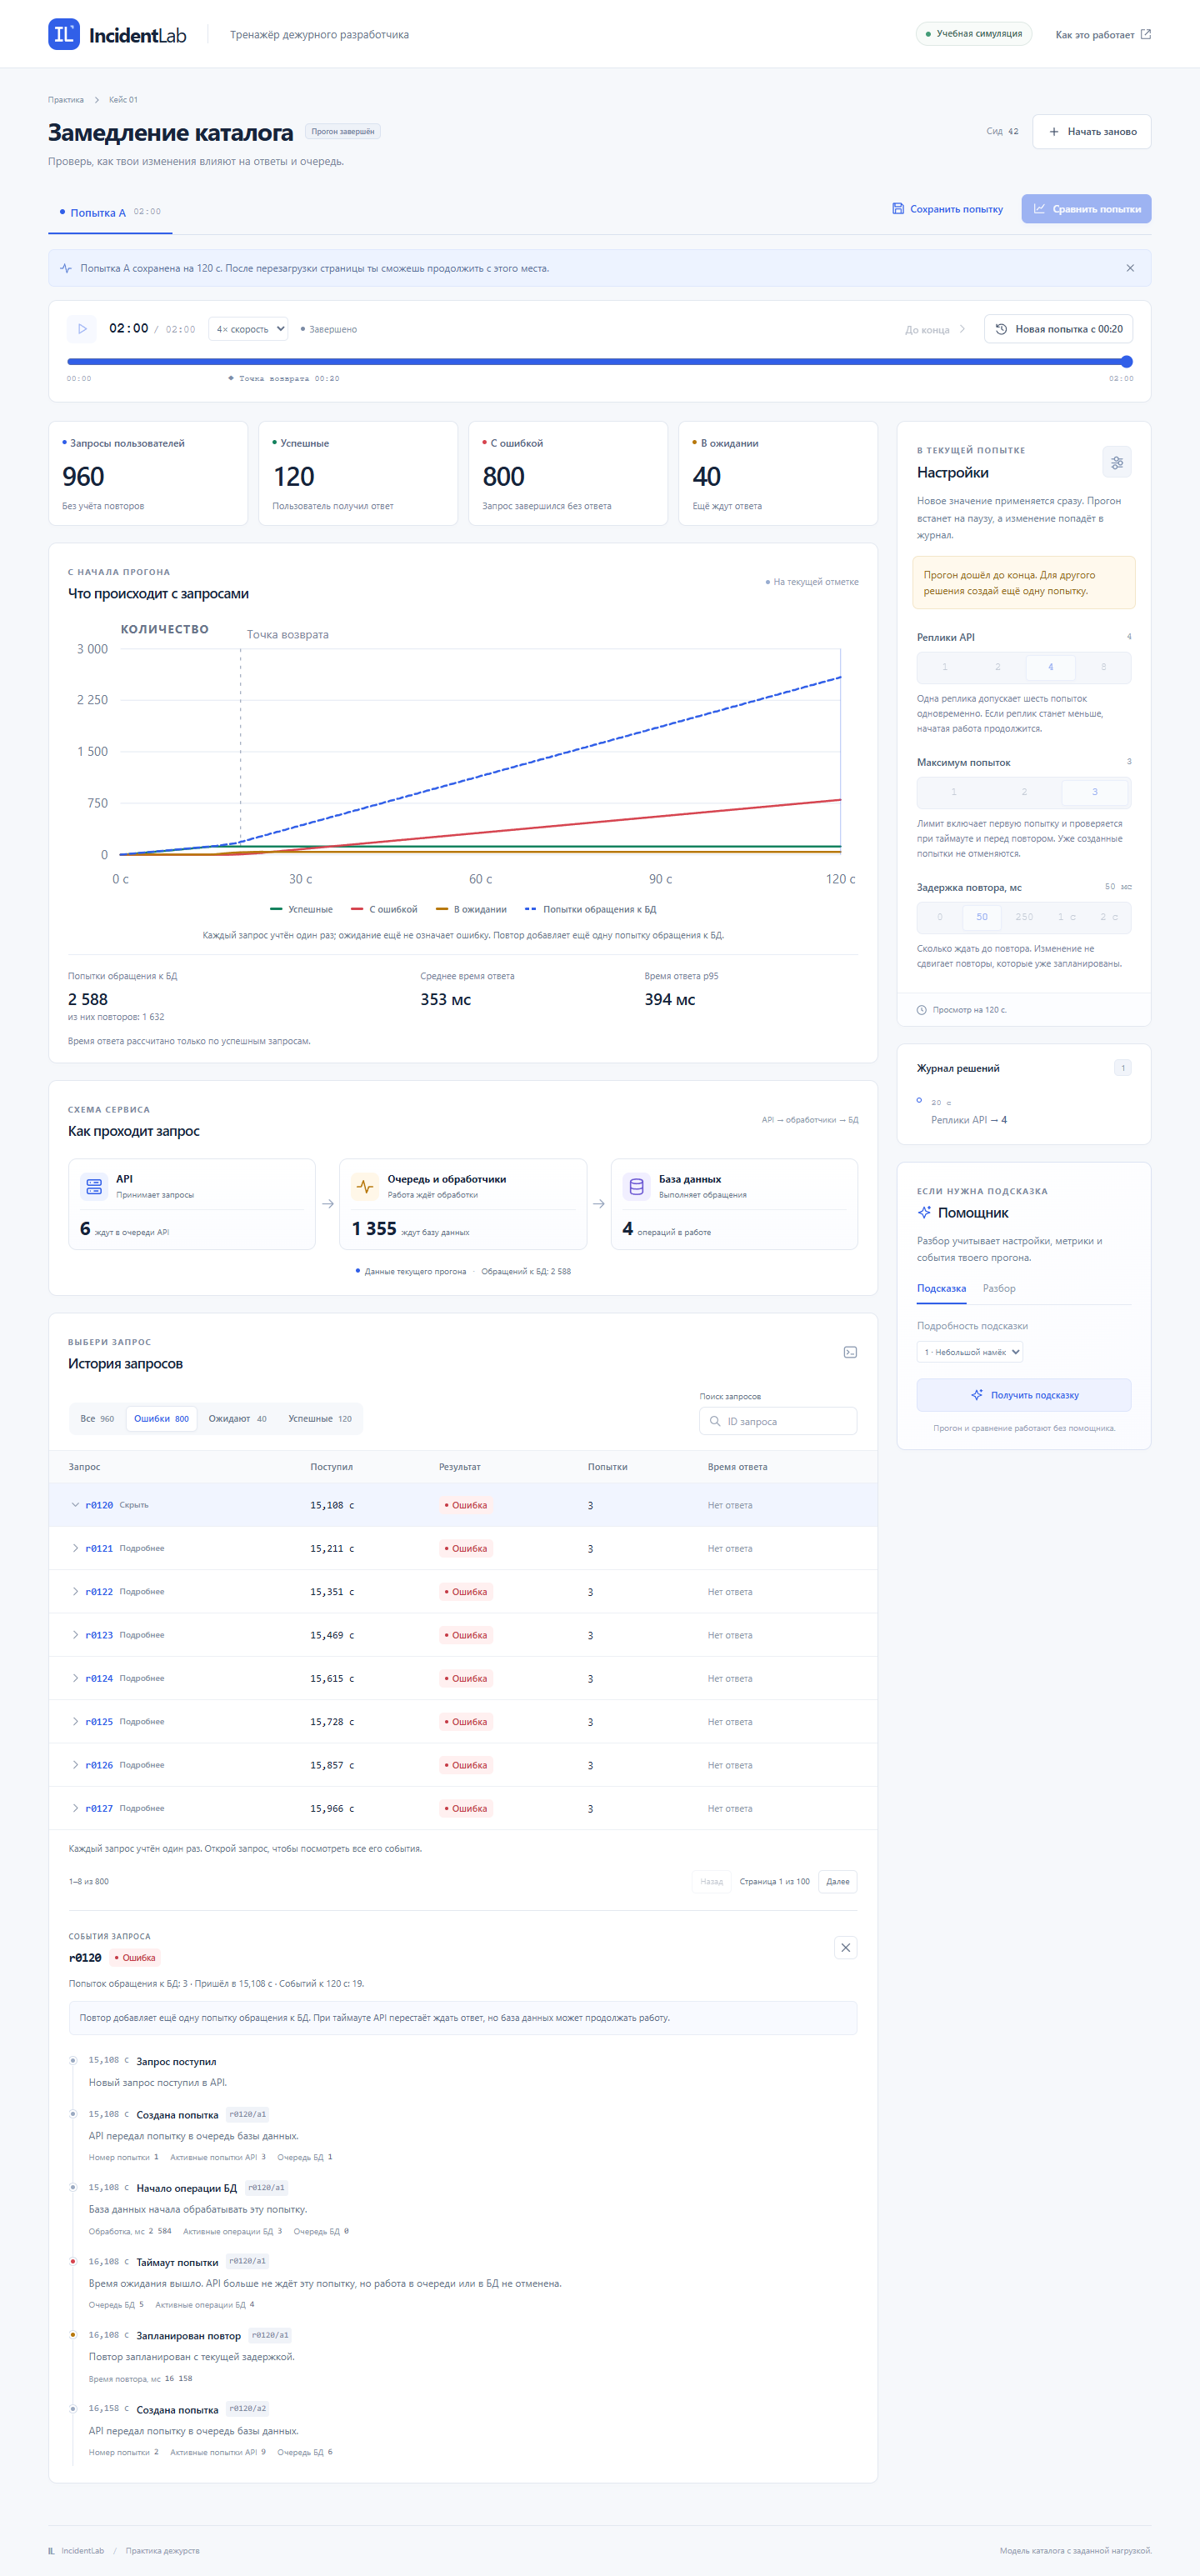 IL IncidentLab
Тренажёр дежурного разработчика
Учебная симуляция
Как это работает
Практика > Кейс 01
Замедление каталога
Прогон завершён
Проверь, как твои изменения влияют на ответы и очередь.
Сид 42
+ Начать заново
Попытка A 02:00
Сохранить попытку
Сравнить попытки
Попытка A сохранена на 120 с. После перезагрузки страницы ты сможешь продолжить с этого места.
02:00 / 02:00
4× скорость
Завершено
До конца >
Новая попытка с 00:20
00:00
Точка возврата 00:20
02:00
Запросы пользователей
960
Без учёта повторов
Успешные
120
Пользователь получил ответ
С ошибкой
800
Запрос завершился без ответа
В ожидании
40
Ещё ждут ответа
С НАЧАЛА ПРОГОНА
Что происходит с запросами
На текущей отметке
КОЛИЧЕСТВО
Точка возврата
3 000
2 250
1 500
750
0
0 с 30 с 60 с 90 с 120 с
Успешные С ошибкой В ожидании Попытки обращения к БД
Каждый запрос учтён один раз; ожидание ещё не означает ошибку. Повтор добавляет ещё одну попытку обращения к БД.
Попытки обращения к БД
2 588
из них повторов: 1 632
Среднее время ответа
353 мс
Время ответа p95
394 мс
Время ответа рассчитано только по успешным запросам.
СХЕМА СЕРВИСА
Как проходит запрос
API → обработчики → БД
API
Принимает запросы
6 ждут в очереди API
Очередь и обработчики
Работа ждёт обработки
1 355 ждут базу данных
База данных
Выполняет обращения
4 операций в работе
Данные текущего прогона · Обращений к БД: 2 588
ВЫБЕРИ ЗАПРОС
История запросов
Все 960
Ошибки 800
Ожидают 40
Успешные 120
Поиск запросов
ID запроса
Запрос Поступил Результат Попытки Время ответа
r0120 Скрыть 15,108 с Ошибка 3 Нет ответа
r0121 Подробнее 15,211 с Ошибка 3 Нет ответа
r0122 Подробнее 15,351 с Ошибка 3 Нет ответа
r0123 Подробнее 15,469 с Ошибка 3 Нет ответа
r0124 Подробнее 15,615 с Ошибка 3 Нет ответа
r0125 Подробнее 15,728 с Ошибка 3 Нет ответа
r0126 Подробнее 15,857 с Ошибка 3 Нет ответа
r0127 Подробнее 15,966 с Ошибка 3 Нет ответа
Каждый запрос учтён один раз. Открой запрос, чтобы посмотреть все его события.
1–8 из 800
Назад
Страница 1 из 100
Далее
СОБЫТИЯ ЗАПРОСА
r0120 Ошибка
Попыток обращения к БД: 3 · Пришёл в 15,108 с · Событий к 120 с: 19.
Повтор добавляет ещё одну попытку обращения к БД. При таймауте API перестаёт ждать ответ, но база данных может продолжать работу.
15,108 с Запрос поступил
Новый запрос поступил в API.
15,108 с Создана попытка r0120/a1
API передал попытку в очередь базы данных.
Номер попытки 1 Активные попытки API 3 Очередь БД 1
15,108 с Начало операции БД r0120/a1
База данных начала обрабатывать эту попытку.
Обработка, мс 2 584 Активные операции БД 3 Очередь БД 0
16,108 с Таймаут попытки r0120/a1
Время ожидания вышло. API больше не ждёт эту попытку, но работа в очереди или в БД не отменена.
Очередь БД 5 Активные операции БД 4
16,108 с Запланирован повтор r0120/a1
Повтор запланирован с текущей задержкой.
Время повтора, мс 16 158
16,158 с Создана попытка r0120/a2
API передал попытку в очередь базы данных.
Номер попытки 2 Активные попытки API 9 Очередь БД 6
В ТЕКУЩЕЙ ПОПЫТКЕ
Настройки
Новое значение применяется сразу. Прогон
встанет на паузу, а изменение попадёт в
журнал.
Прогон дошёл до конца. Для другого
решения создай ещё одну попытку.
Реплики API 4
1 2 4 8
Одна реплика допускает шесть попыток
одновременно. Если реплик станет меньше,
начатая работа продолжится.
Максимум попыток 3
1 2 3
Лимит включает первую попытку и проверяется
при таймауте и перед повтором. Уже созданные
попытки не отменяются.
Задержка повтора, мс 50 мс
0 50 250 1 с 2 с
Сколько ждать до повтора. Изменение не
сдвигает повторы, которые уже запланированы.
Просмотр на 120 с.
Журнал решений 1
20 с
Реплики API → 4
ЕСЛИ НУЖНА ПОДСКАЗКА
Помощник
Разбор учитывает настройки, метрики и
события твоего прогона.
Подсказка Разбор
Подробность подсказки
1 · Небольшой намёк
Получить подсказку
Прогон и сравнение работают без помощника.
IL IncidentLab / Практика дежурств
Модель каталога с заданной нагрузкой.